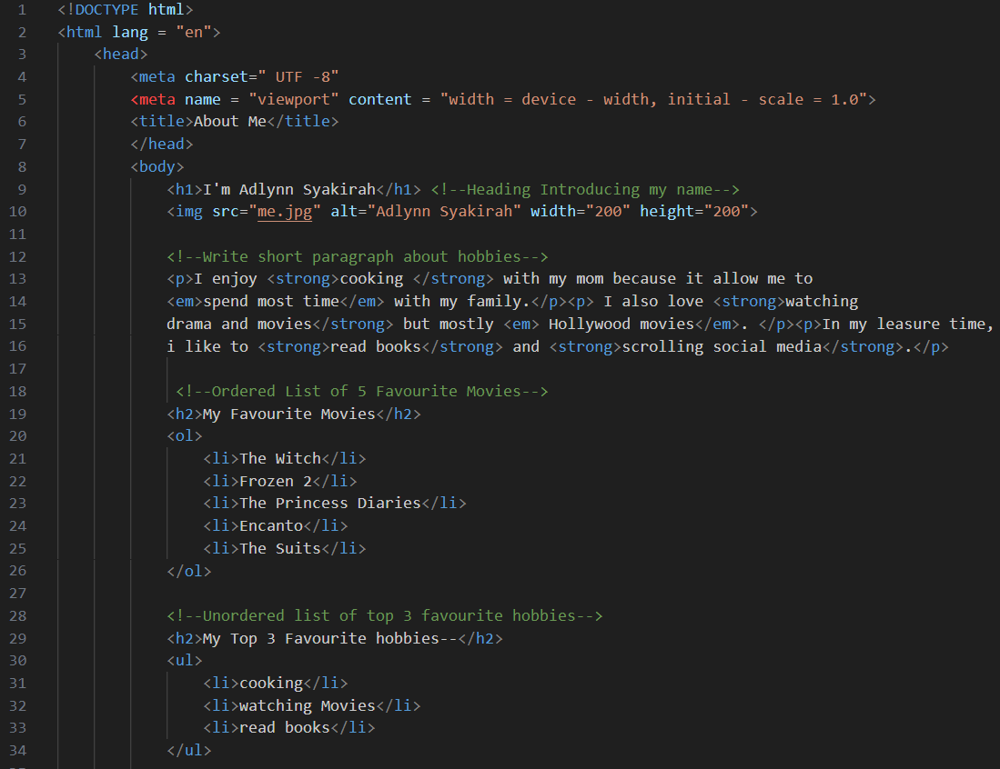 1 <!DOCTYPE html>
2 <html lang = "en">
3 <head>
4 <meta charset=" UTF -8"
5 <meta name = "viewport" content = "width = device - width, initial - scale = 1.0">
6 <title>About Me</title>
7 </head>
8 <body>
9 <h1>I'm Adlynn Syakirah</h1> <!--Heading Introducing my name-->
10 <img src="me.jpg" alt="Adlynn Syakirah" width="200" height="200">
11
12 <!--Write short paragraph about hobbies-->
13 <p>I enjoy <strong>cooking </strong> with my mom because it allow me to
14 <em>spend most time</em> with my family.</p><p> I also love <strong>watching
15 drama and movies</strong> but mostly <em> Hollywood movies</em>. </p><p>In my leasure time,
16 i like to <strong>read books</strong> and <strong>scrolling social media</strong>.</p>
17
18 <!--Ordered List of 5 Favourite Movies-->
19 <h2>My Favourite Movies</h2>
20 <ol>
21 <li>The Witch</li>
22 <li>Frozen 2</li>
23 <li>The Princess Diaries</li>
24 <li>Encanto</li>
25 <li>The Suits</li>
26 </ol>
27
28 <!--Unordered list of top 3 favourite hobbies-->
29 <h2>My Top 3 Favourite hobbies--</h2>
30 <ul>
31 <li>cooking</li>
32 <li>watching Movies</li>
33 <li>read books</li>
34 </ul>